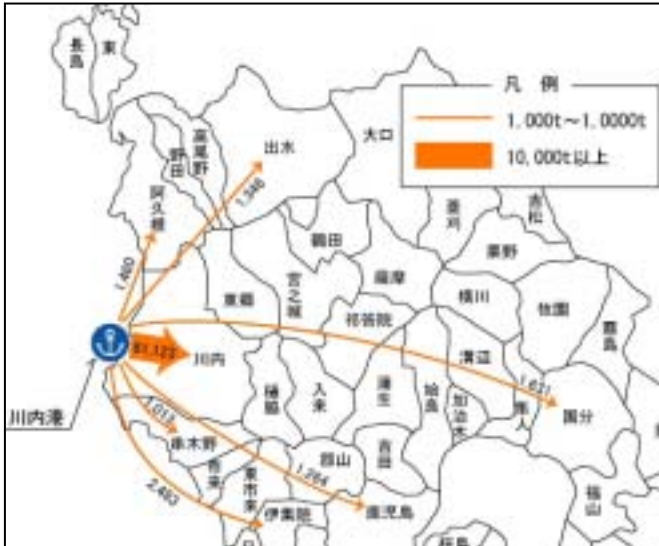 凡 例
1,000t～1,0000t
10,000t以上
長島
東
出水
大口
高尾野
野田
阿久根
菱刈
吉松
栗野
鶴田
薩摩
宮之城
東郷
横川
牧園
霧島
祁答院
川内
溝辺
樋脇
入来
蒲生
姶良
加治木
隼人
国分
川内港
串木野
郡山
吉田
東市来
伊集院
鹿児島
福山
桜島
1,346
1,480
1,621
1,013
1,264
2,483